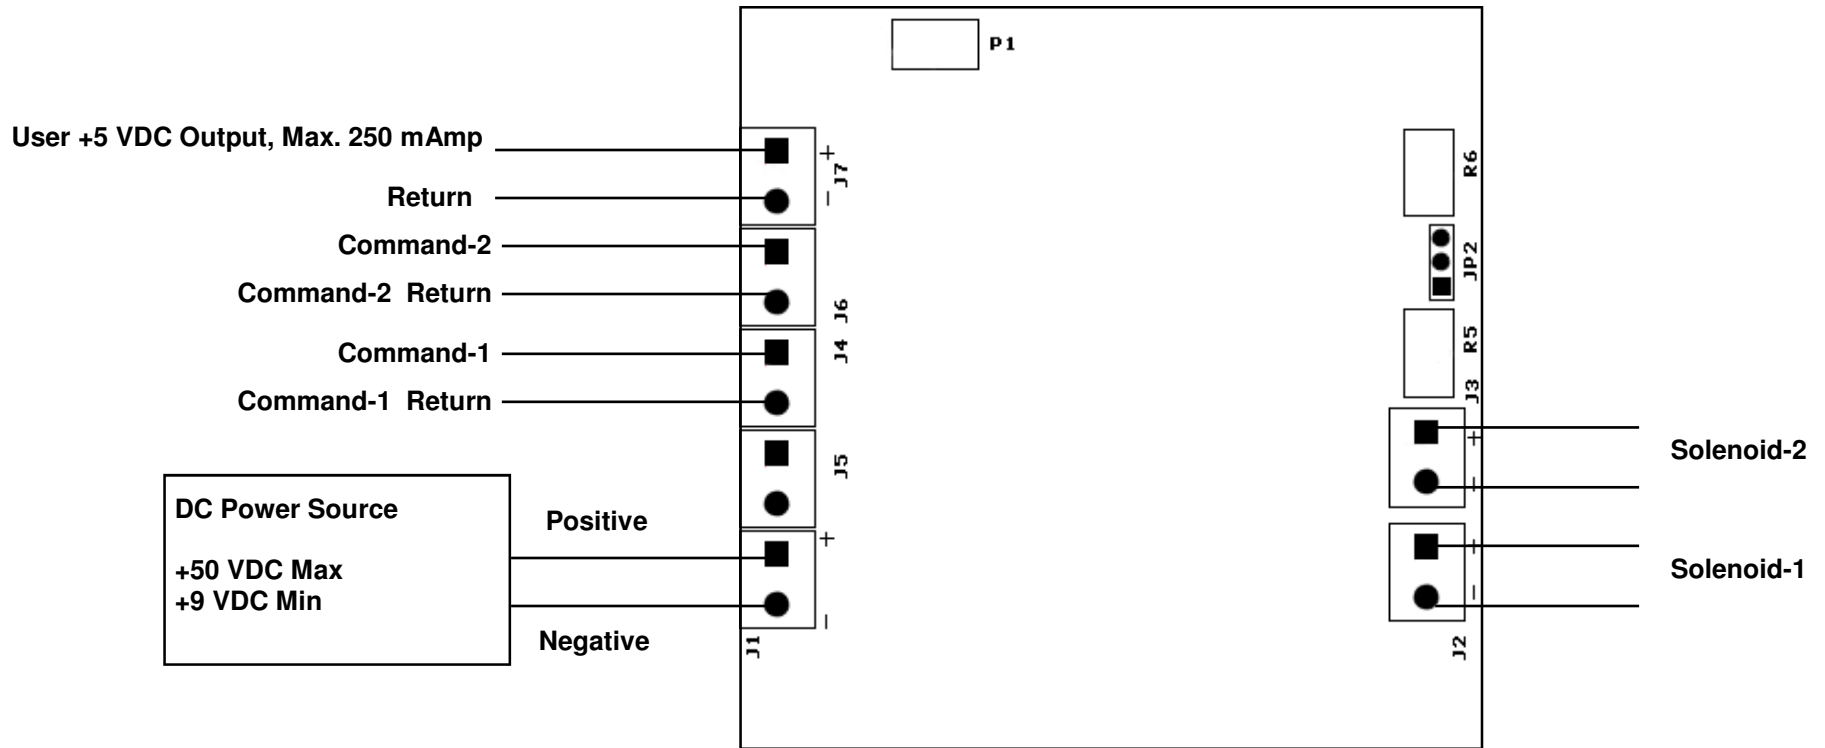 P1
User +5 VDC Output, Max. 250 mAmp
+
J7
Return
−
Command-2
Command-2 Return
J6
Command-1
J4
Command-1 Return
J5
DC Power Source
+50 VDC Max
+9 VDC Min
Positive
+
Negative
−
J1
R6
JP2
R5
J3
+
Solenoid-2
+
Solenoid-1
−
J2